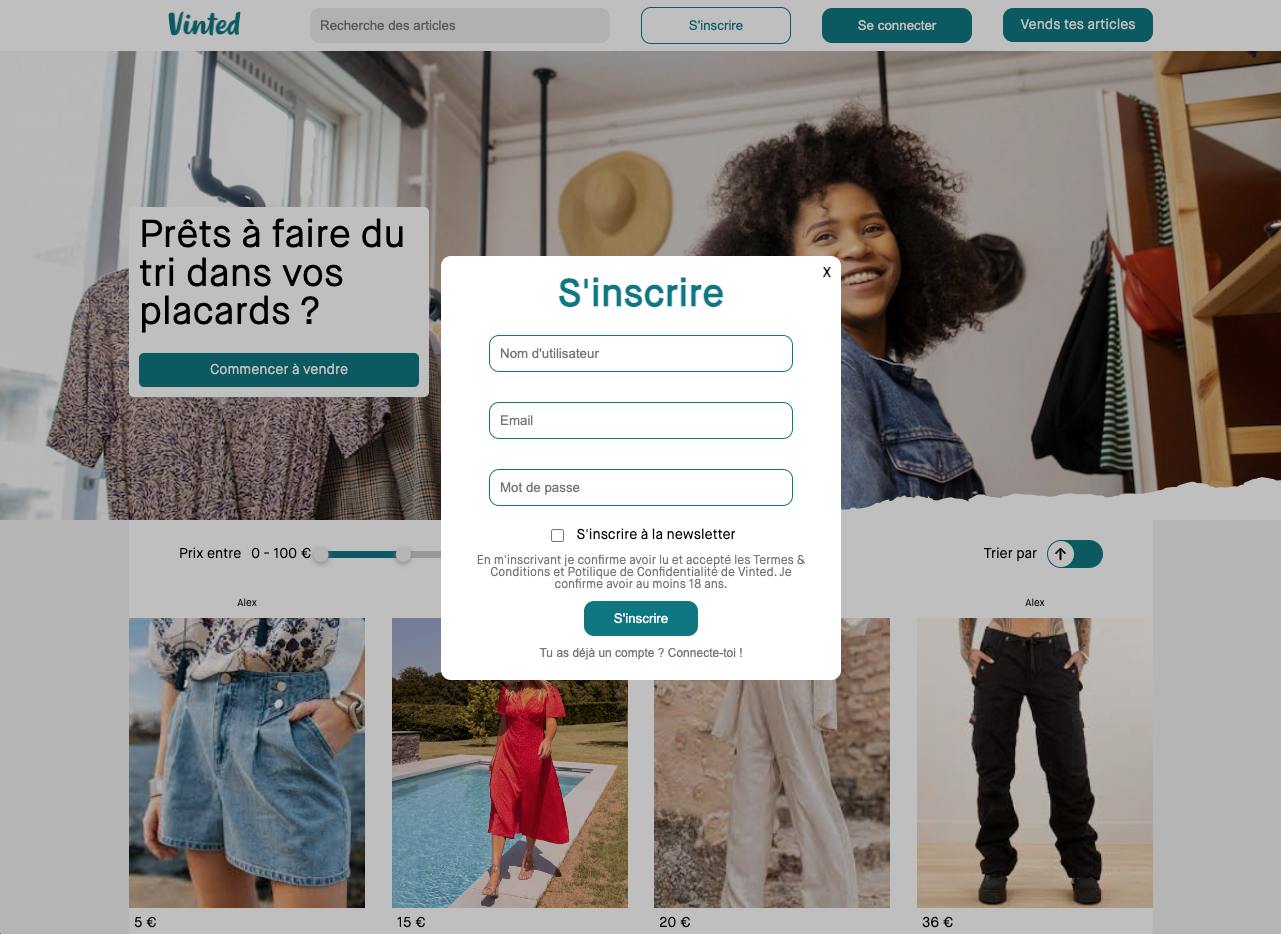 Vinted
Recherche des articles
S'inscrire
Se connecter
Vends tes articles
Prêts à faire du
tri dans vos
placards ?
Commencer à vendre
X
S'inscrire
Nom d'utilisateur
Email
Mot de passe
S'inscrire à la newsletter
En m'inscrivant je confirme avoir lu et accepté les Termes &
Conditions et Potilique de Confidentialité de Vinted. Je
confirme avoir au moins 18 ans.
S'inscrire
Tu as déjà un compte ? Connecte-toi !
Prix entre 0 - 100 €
Trier par
Alex
Alex
5 €
15 €
20 €
36 €